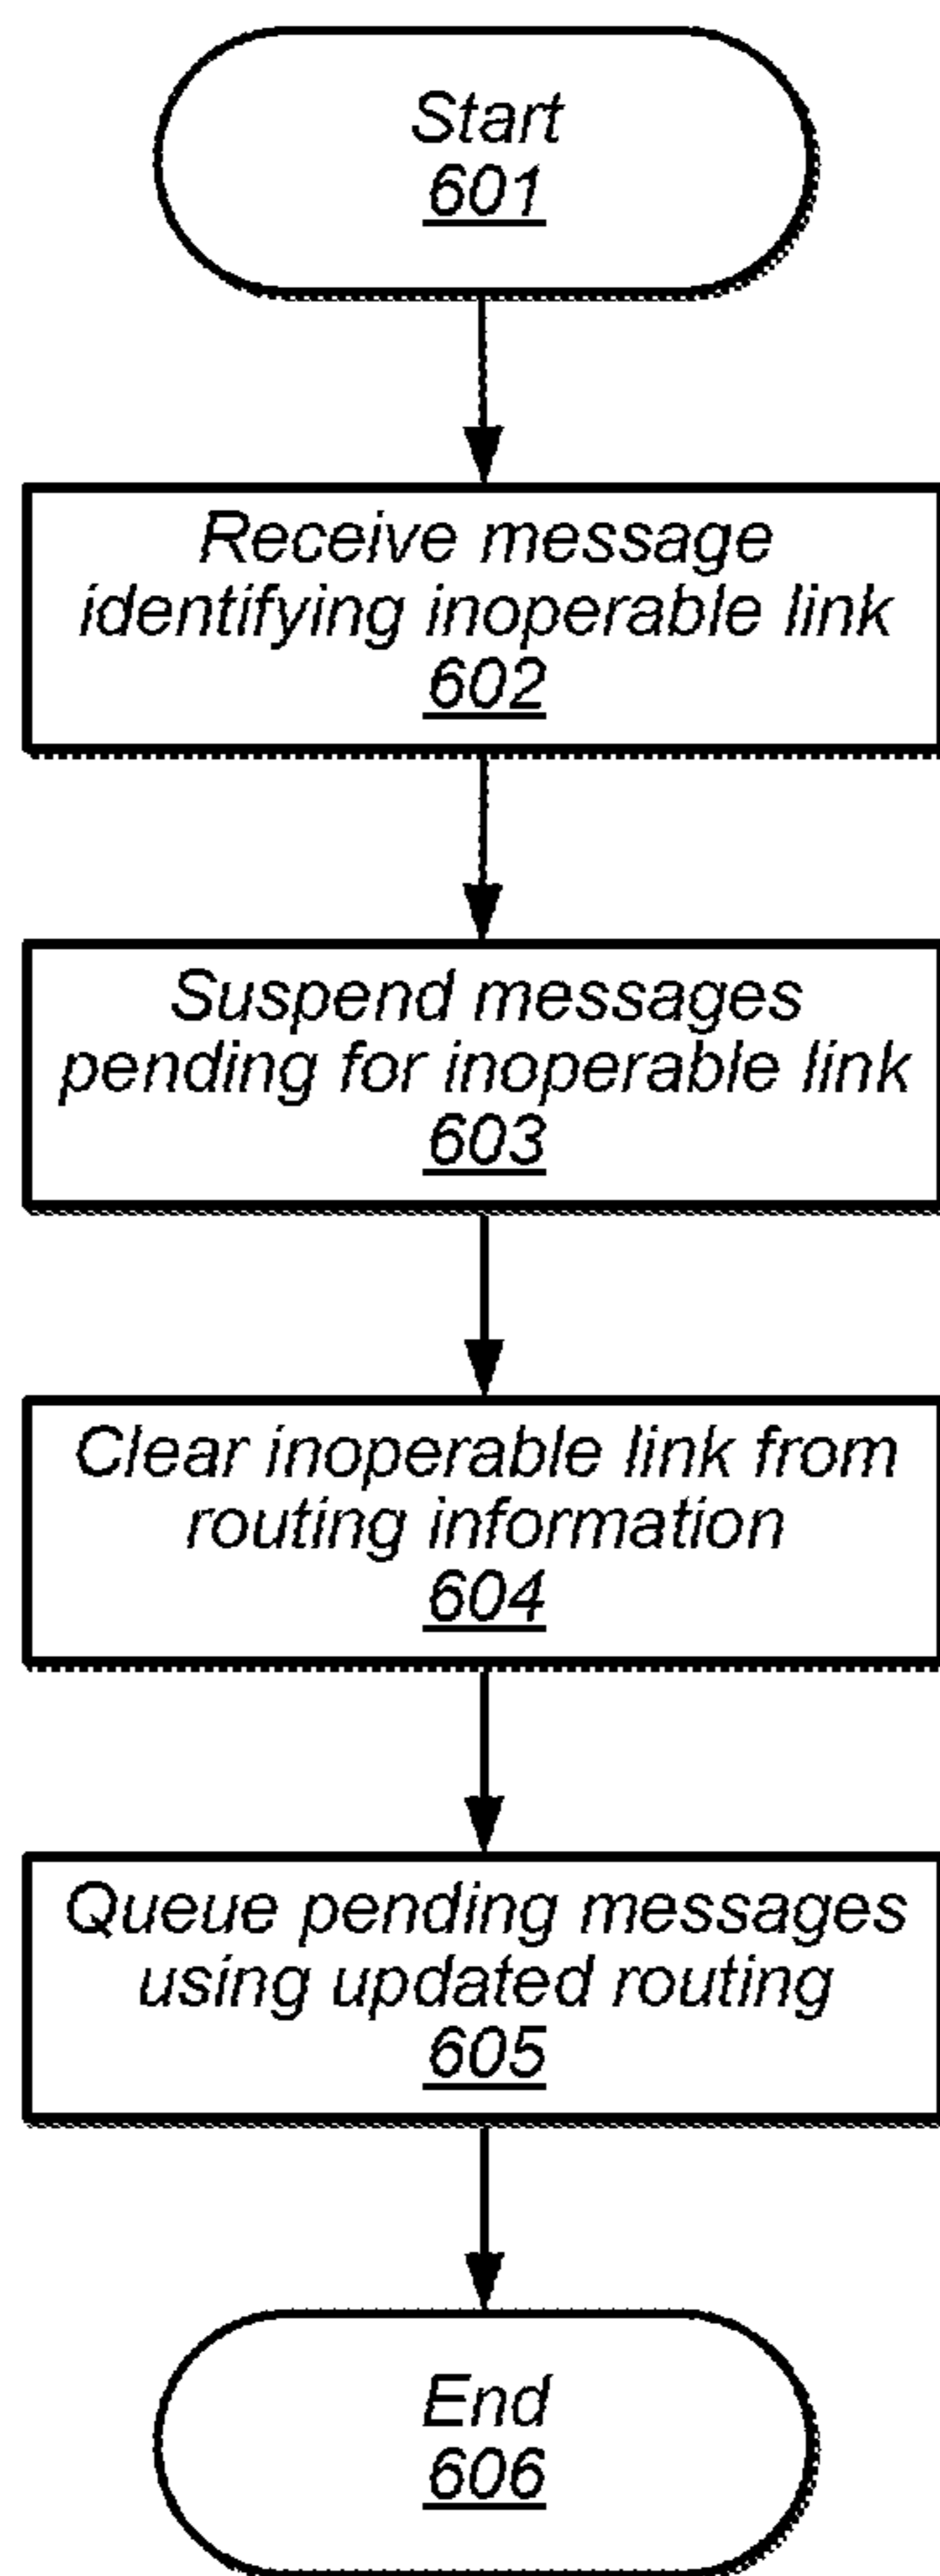 Start
601
Receive message
identifying inoperable link
602
Suspend messages
pending for inoperable link
603
Clear inoperable link from
routing information
604
Queue pending messages
using updated routing
605
End
606